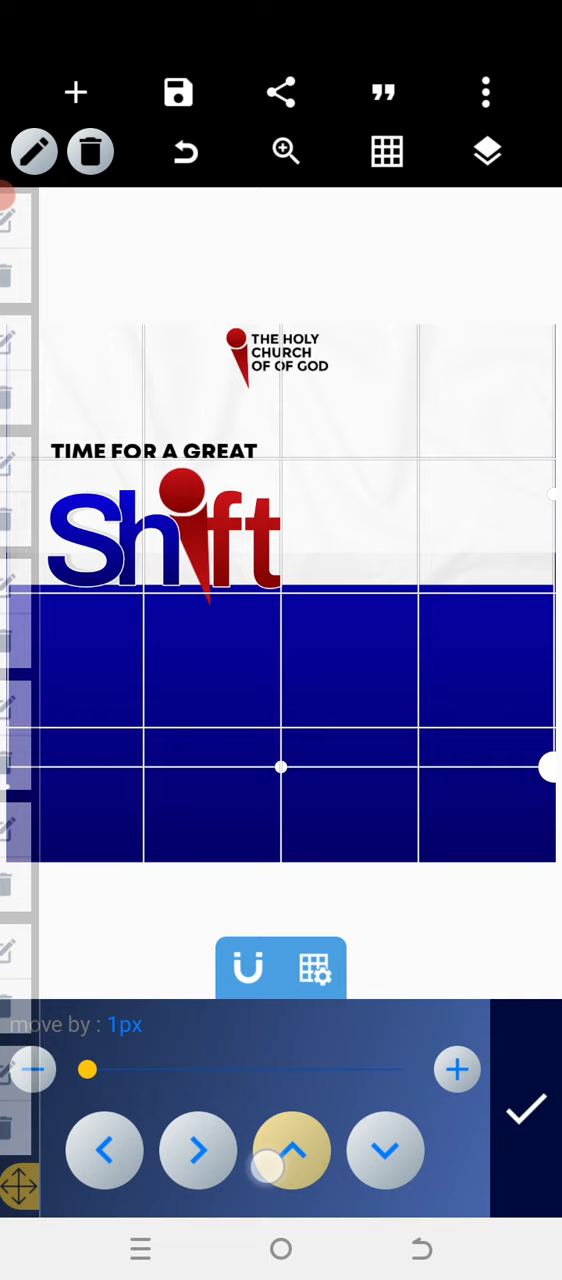 THE HOLY
CHURCH
OF OF GOD
TIME FOR A GREAT
Shift
move by : 1px